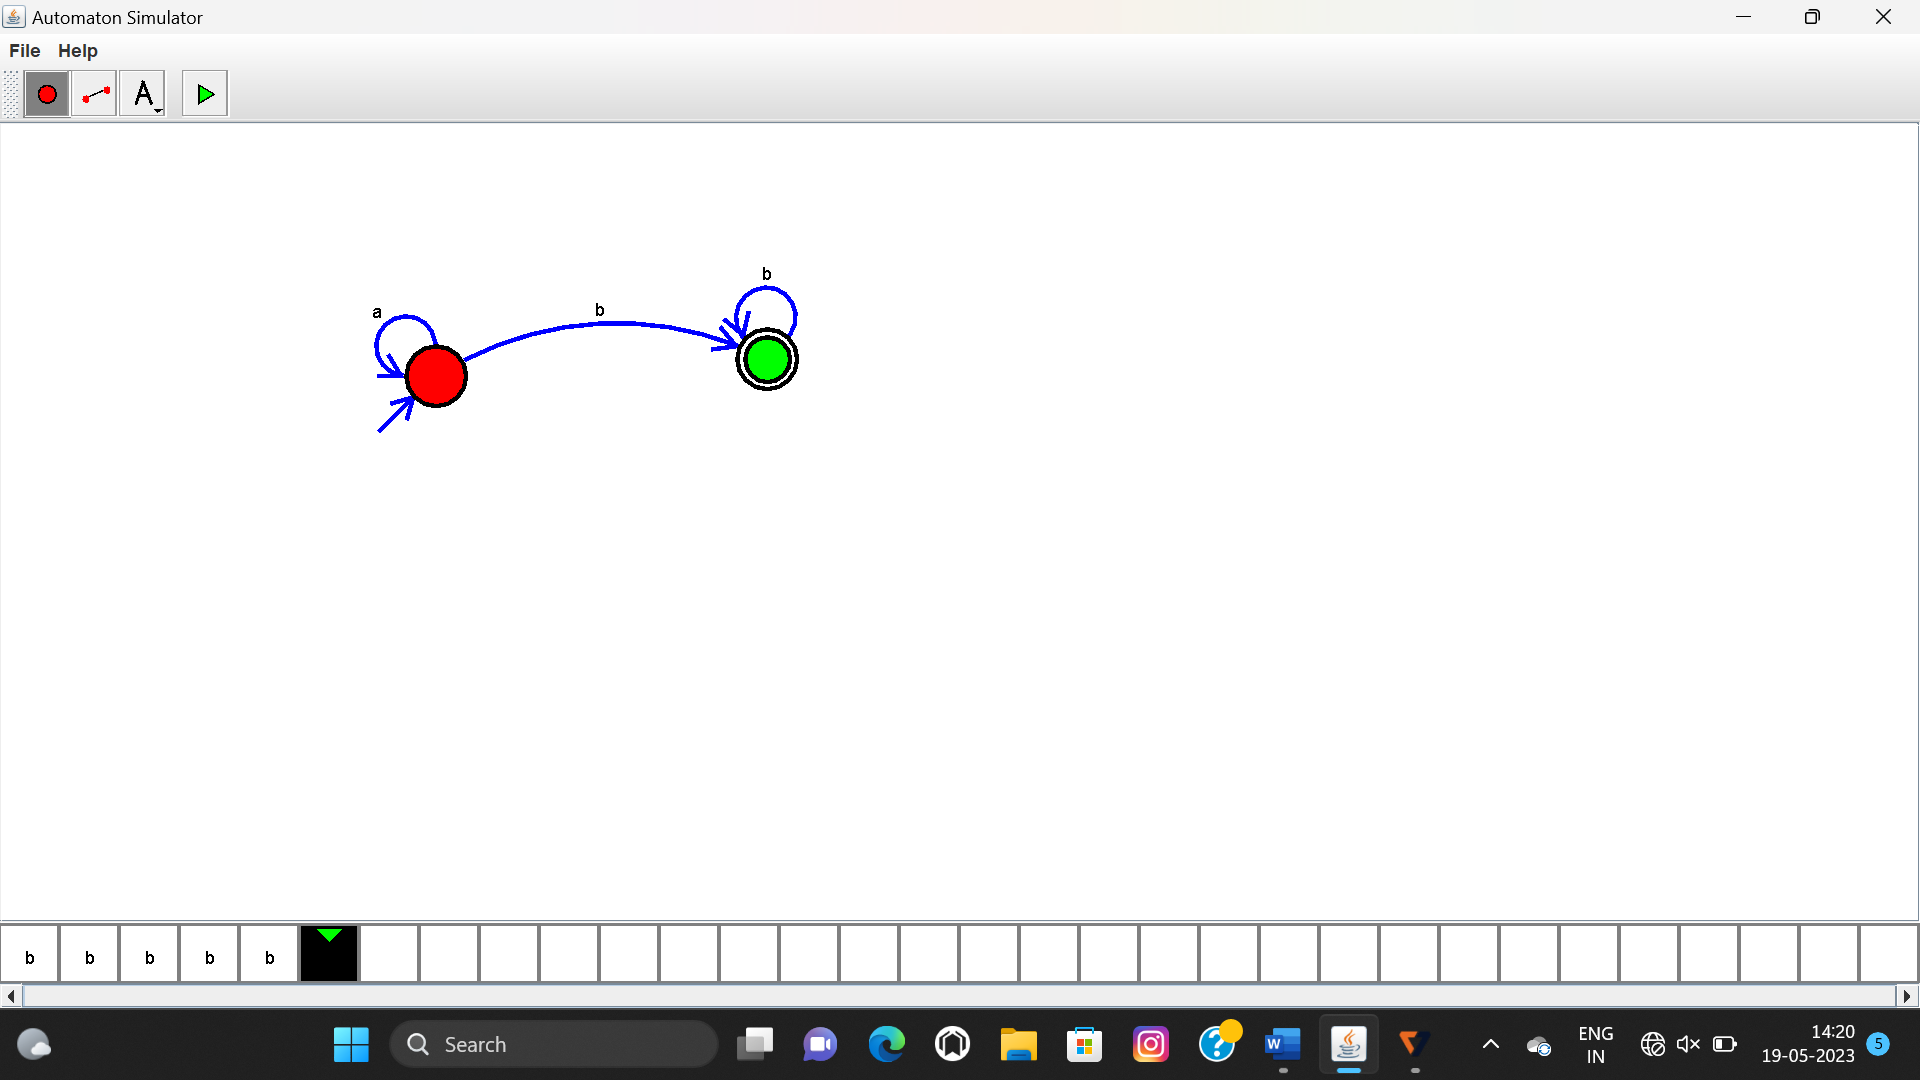 Automaton Simulator
File Help
A
b
a
b
b b b b b
Search
W
ENG
IN
14:20
19-05-2023
5